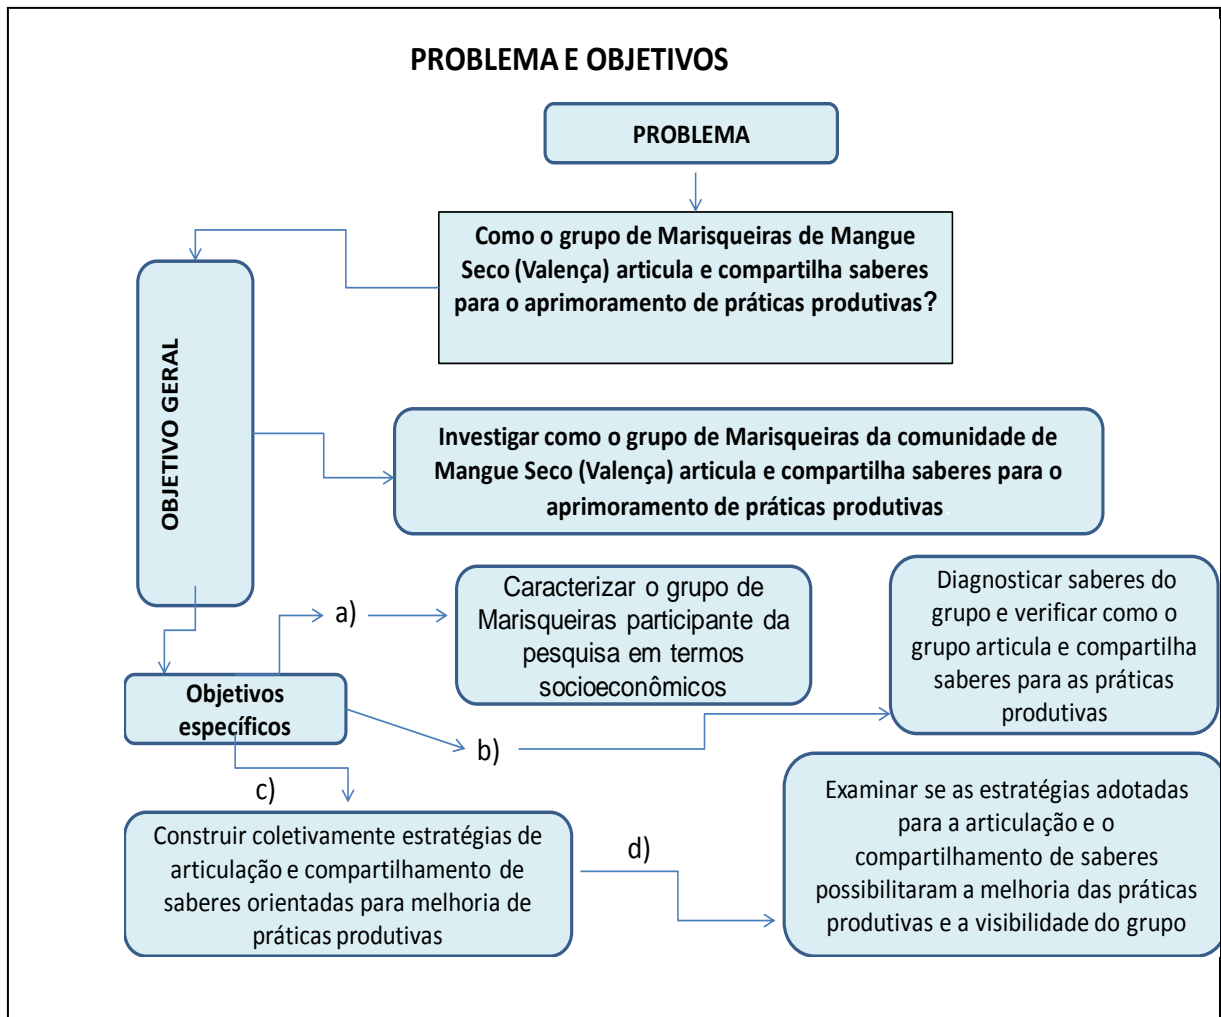 PROBLEMA E OBJETIVOS
PROBLEMA
Como o grupo de Marisqueiras de Mangue
Seco (Valença) articula e compartilha saberes
para o aprimoramento de práticas produtivas?
OBJETIVO GERAL
Investigar como o grupo de Marisqueiras da comunidade de
Mangue Seco (Valença) articula e compartilha saberes para o
aprimoramento de práticas produtivas
Objetivos
específicos
a)
Caracterizar o grupo de
Marisqueiras participante da
pesquisa em termos
socioeconômicos
b)
Diagnosticar saberes do
grupo e verificar como o
grupo articula e compartilha
saberes para as práticas
produtivas
c)
Construir coletivamente estratégias de
articulação e compartilhamento de
saberes orientadas para melhoria de
práticas produtivas
d)
Examinar se as estratégias adotadas
para a articulação e o
compartilhamento de saberes
possibilitaram a melhoria das práticas
produtivas e a visibilidade do grupo